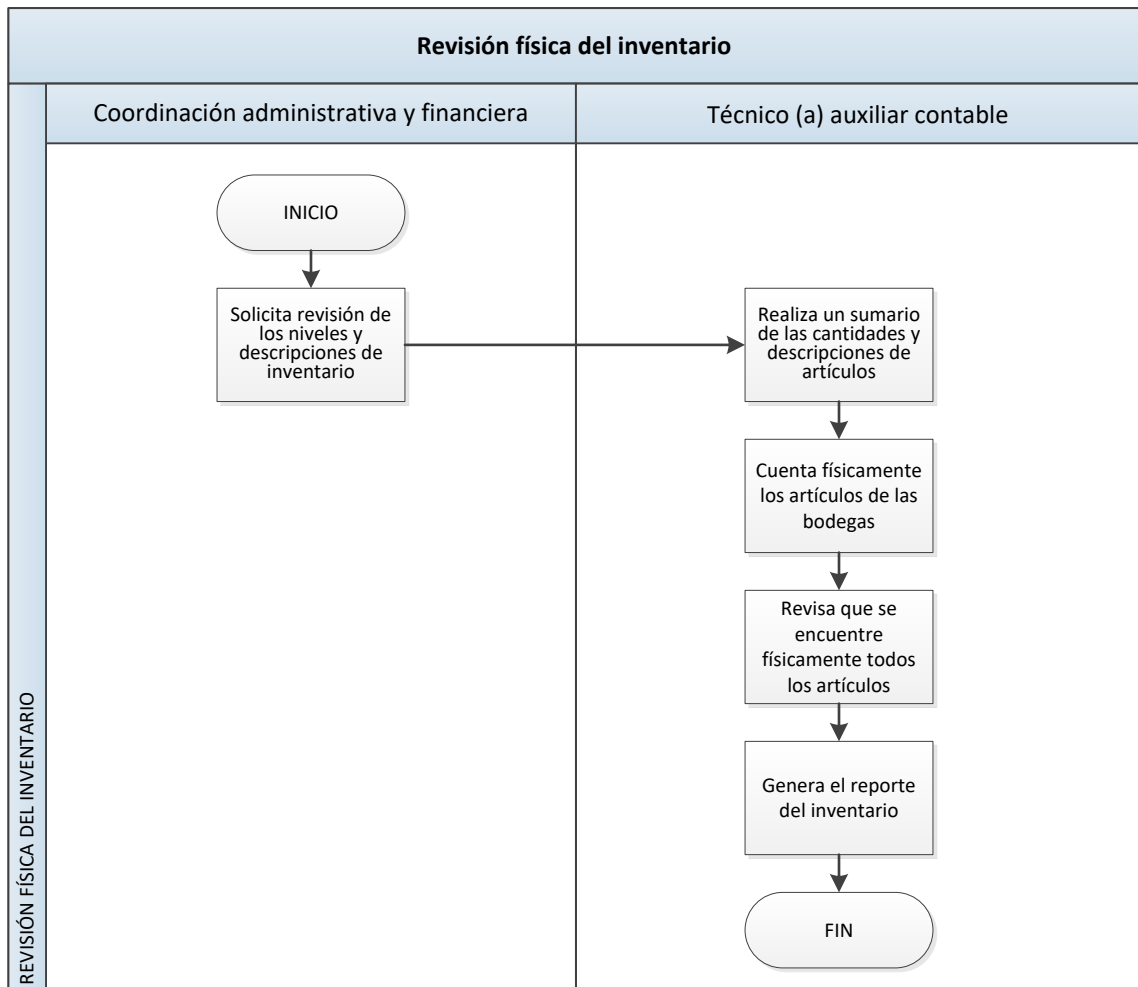 Revisión física del inventario
Coordinación administrativa y financiera
Técnico (a) auxiliar contable
REVISIÓN FÍSICA DEL INVENTARIO
INICIO
Solicita revisión de
los niveles y
descripciones de
inventario
Realiza un sumario
de las cantidades y
descripciones de
artículos
Cuenta físicamente
los artículos de las
bodegas
Revisa que se
encuentre
físicamente todos
los artículos
Genera el reporte
del inventario
FIN